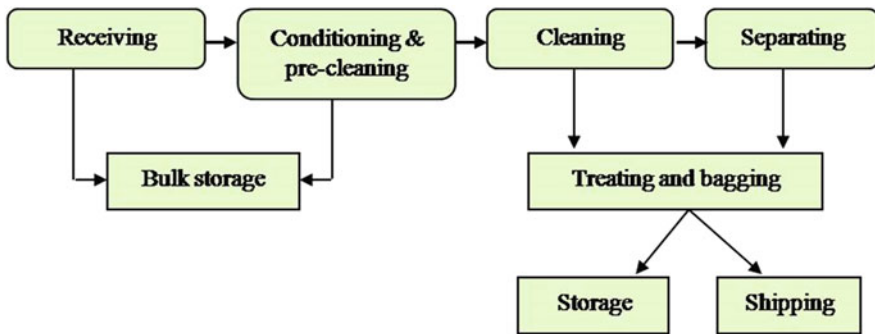 Receiving
Conditioning &
pre-cleaning
Cleaning
Separating
Bulk storage
Treating and bagging
Storage
Shipping